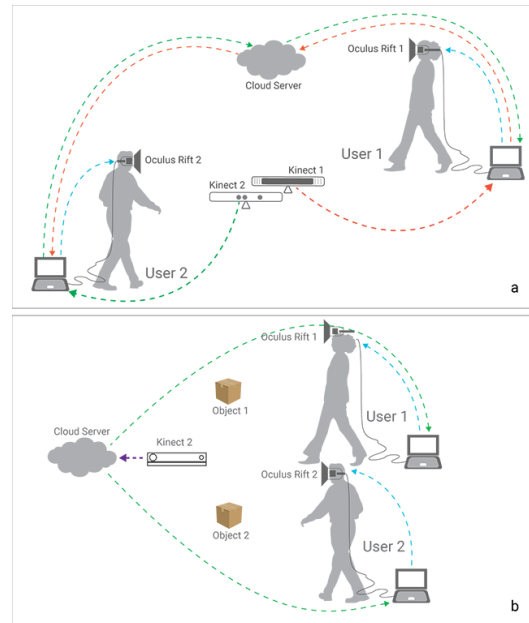 Cloud Server
Oculus Rift 1
User 1
Oculus Rift 2
Kinect 1
Kinect 2
User 2
a
Oculus Rift 1
Object 1
User 1
Cloud Server
Kinect 2
Oculus Rift 2
Object 2
User 2
b